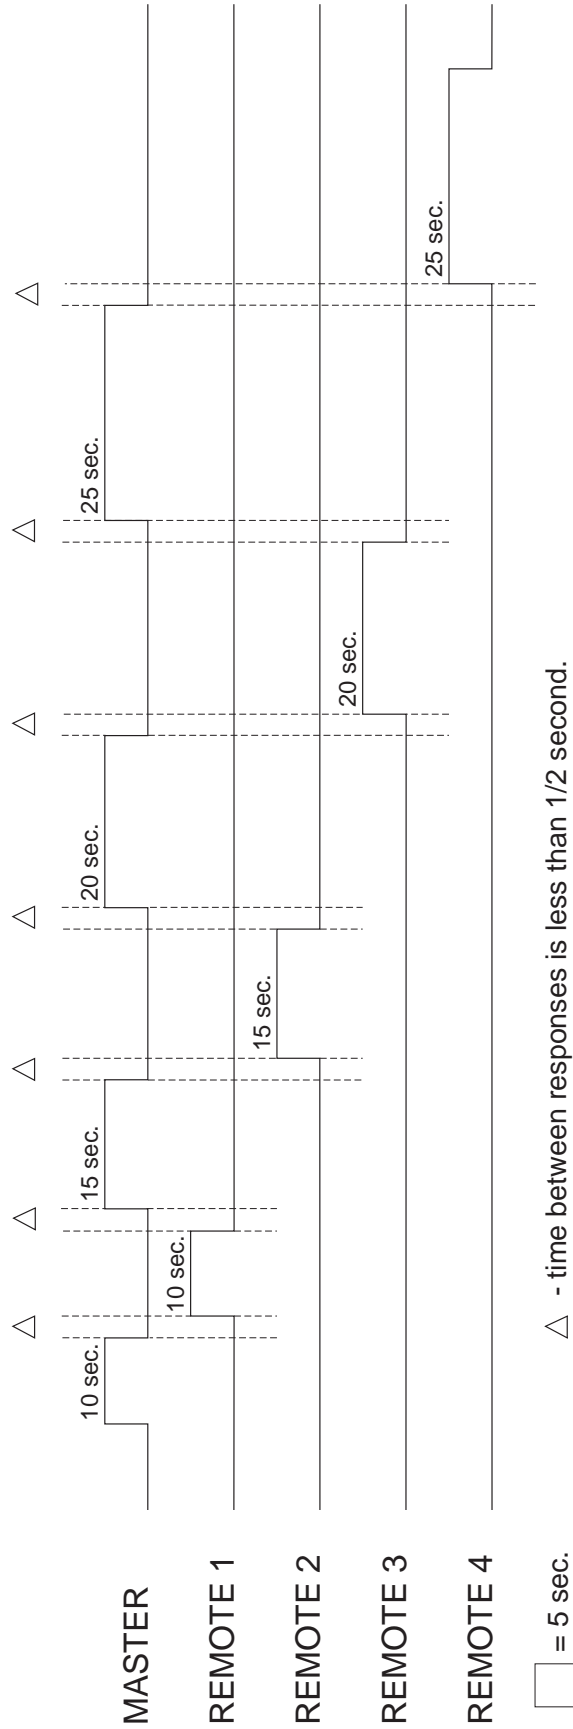 MASTER
10 sec.
15 sec.
20 sec.
25 sec.
REMOTE 1
10 sec.
REMOTE 2
15 sec.
REMOTE 3
20 sec.
REMOTE 4
25 sec.
= 5 sec.
△ - time between responses is less than 1/2 second.